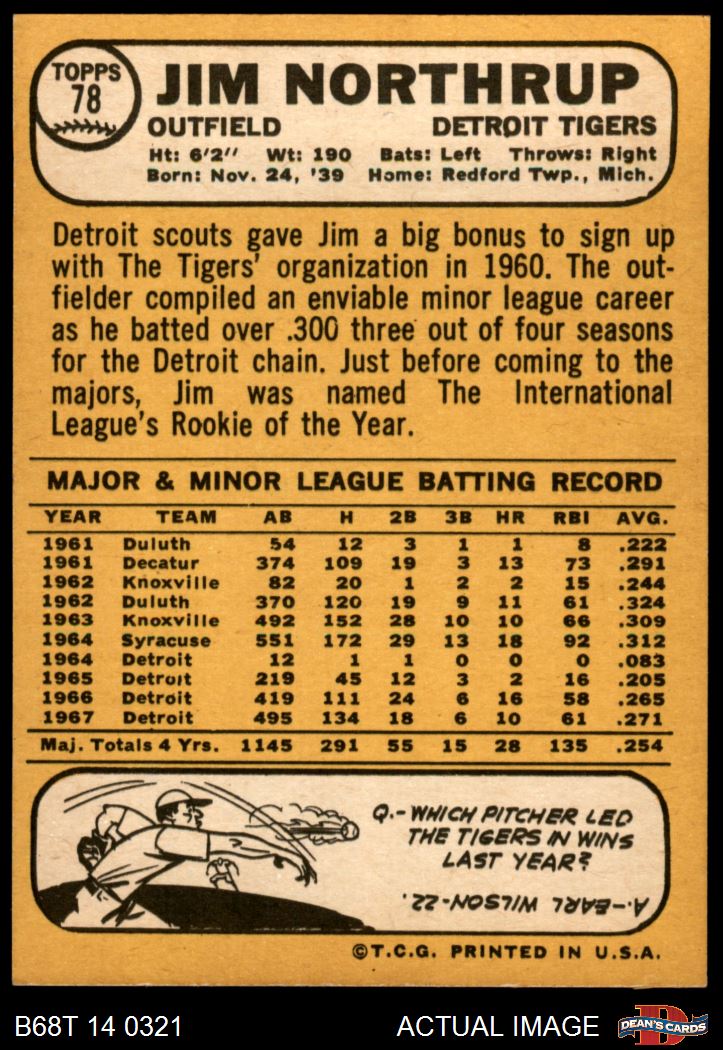 TOPPS
78
JIM NORTHRUP
OUTFIELD DETROIT TIGERS
Ht: 6'2" Wt: 190 Bats: Left Throws: Right
Born: Nov. 24, '39 Home: Redford Twp., Mich.
Detroit scouts gave Jim a big bonus to sign up
with The Tigers' organization in 1960. The out-
fielder compiled an enviable minor league career
as he batted over .300 three out of four seasons
for the Detroit chain. Just before coming to the
majors, Jim was named The International
League's Rookie of the Year.
MAJOR & MINOR LEAGUE BATTING RECORD
YEAR TEAM AB H 2B 3B HR RBI AVG.
1961 Duluth 54 12 3 1 1 8 .222
1961 Decatur 374 109 19 3 13 73 .291
1962 Knoxville 82 20 1 2 2 15 .244
1962 Duluth 370 120 19 9 11 61 .324
1963 Knoxville 492 152 28 10 10 66 .309
1964 Syracuse 551 172 29 13 18 92 .312
1964 Detroit 12 1 1 0 0 0 .083
1965 Detroit 219 45 12 3 2 16 .205
1966 Detroit 419 111 24 6 16 58 .265
1967 Detroit 495 134 18 6 10 61 .271
Maj. Totals 4 Yrs. 1145 291 55 15 28 135 .254
Q.-WHICH PITCHER LED
THE TIGERS IN WINS
LAST YEAR?
A.-EARL WILSON-22.
©T.C.G. PRINTED IN U.S.A.
B68T 14 0321 ACTUAL IMAGE
D
DEAN'S CARDS